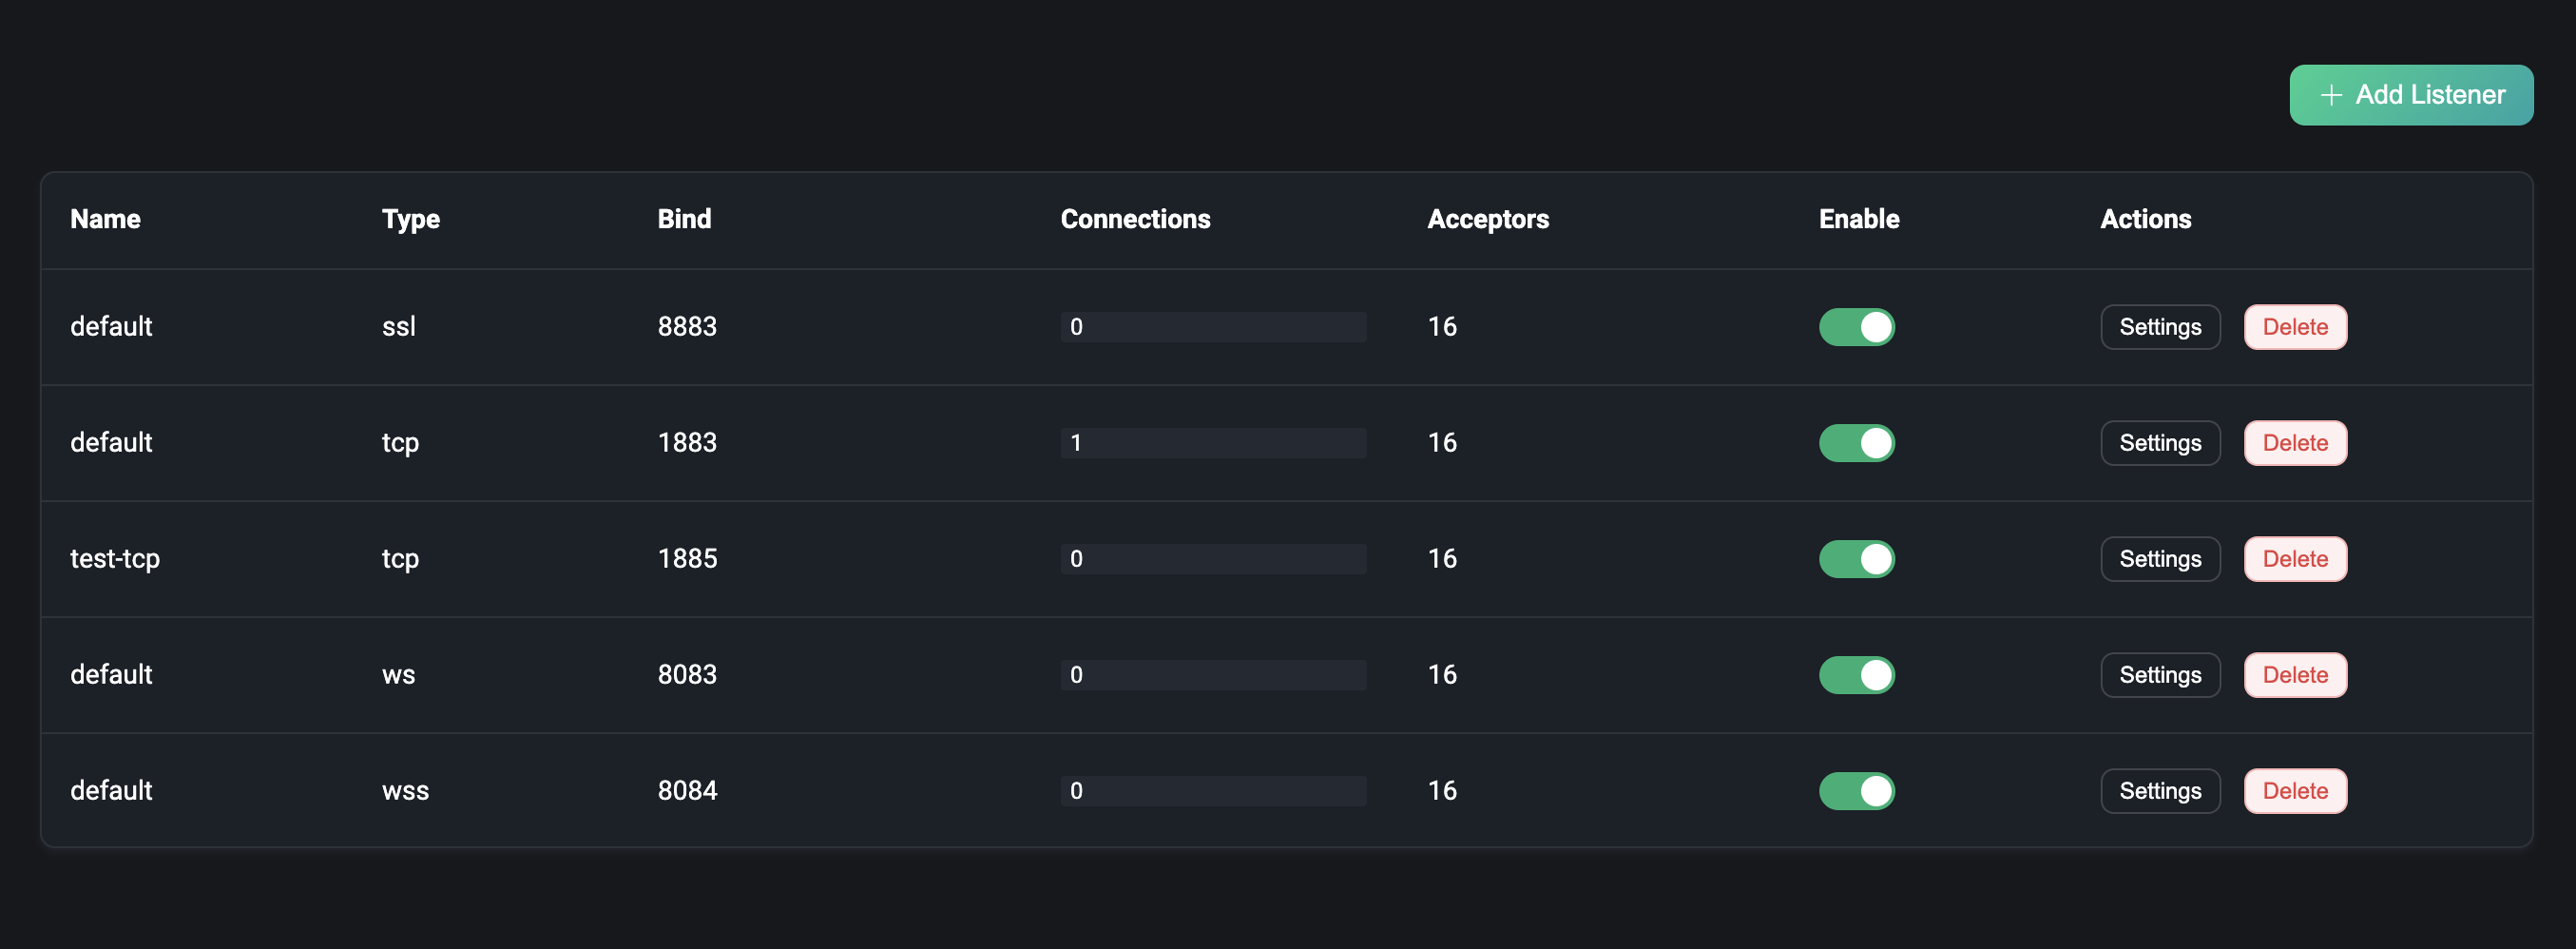 + Add Listener
Name Type Bind Connections Acceptors Enable Actions
default ssl 8883 0 16 Settings Delete
default tcp 1883 1 16 Settings Delete
test-tcp tcp 1885 0 16 Settings Delete
default ws 8083 0 16 Settings Delete
default wss 8084 0 16 Settings Delete